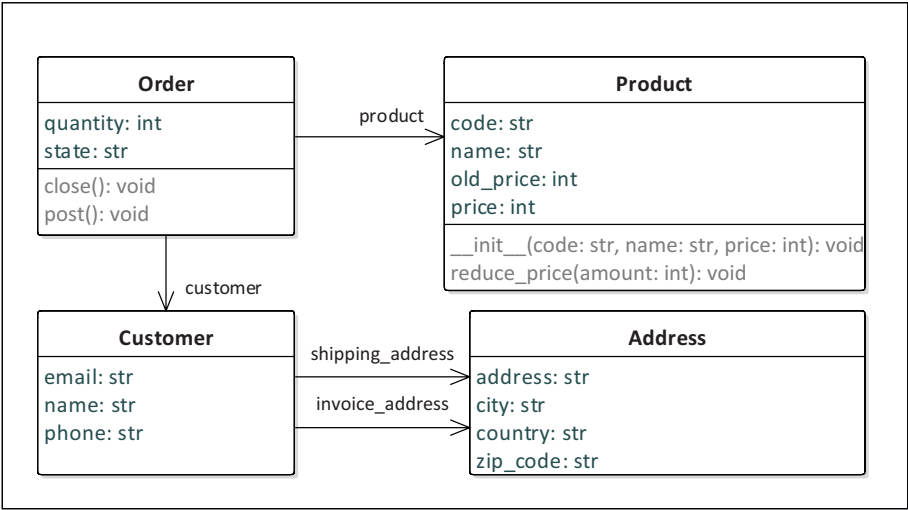 Order
quantity: int
state: str
close(): void
post(): void
product
Product
code: str
name: str
old_price: int
price: int
__init__(code: str, name: str, price: int): void
reduce_price(amount: int): void
customer
Customer
email: str
name: str
phone: str
shipping_address
invoice_address
Address
address: str
city: str
country: str
zip_code: str